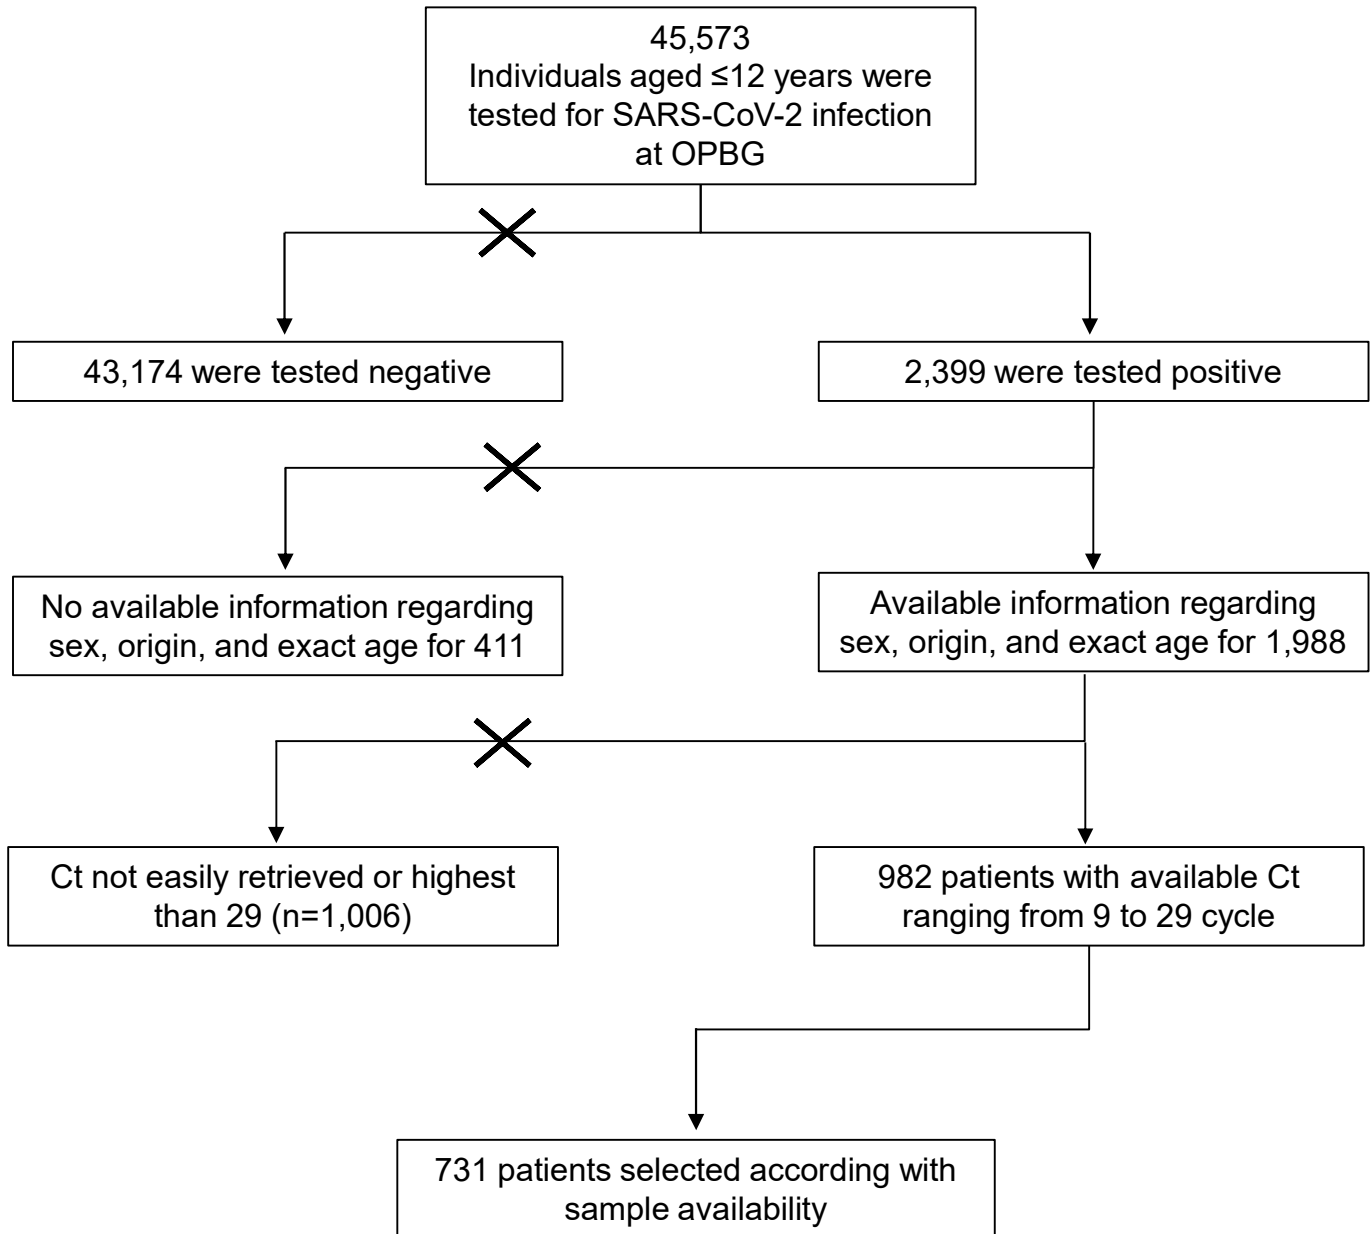 45,573
Individuals aged ≤12 years were
tested for SARS-CoV-2 infection
at OPBG
43,174 were tested negative
2,399 were tested positive
No available information regarding
sex, origin, and exact age for 411
Available information regarding
sex, origin, and exact age for 1,988
Ct not easily retrieved or highest
than 29 (n=1,006)
982 patients with available Ct
ranging from 9 to 29 cycle
731 patients selected according with
sample availability